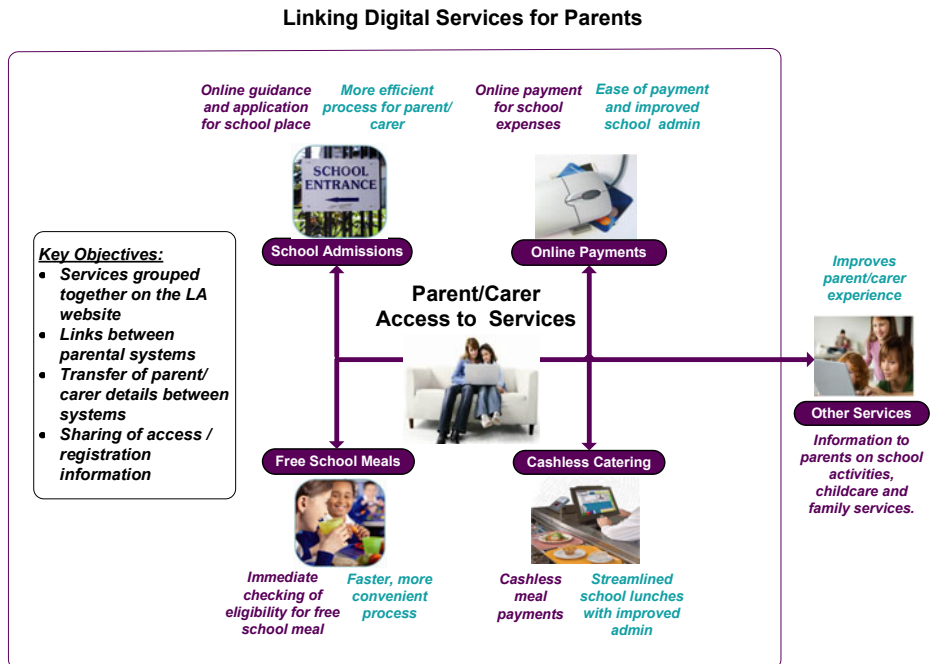 Linking Digital Services for Parents
Online guidance
and application
for school place
More efficient
process for parent/
carer
Online payment
for school
expenses
Ease of payment
and improved
school admin
SCHOOL
ENTRANCE
School Admissions
Online Payments
Key Objectives:
• Services grouped
together on the LA
website
• Links between
parental systems
• Transfer of parent/
carer details between
systems
• Sharing of access /
registration
information
Parent/Carer
Access to Services
Improves
parent/carer
experience
Other Services
Information to
parents on school
activities,
childcare and
family services.
Free School Meals
Cashless Catering
Immediate
checking of
eligibility for free
school meal
Faster, more
convenient
process
Cashless
meal
payments
Streamlined
school lunches
with improved
admin